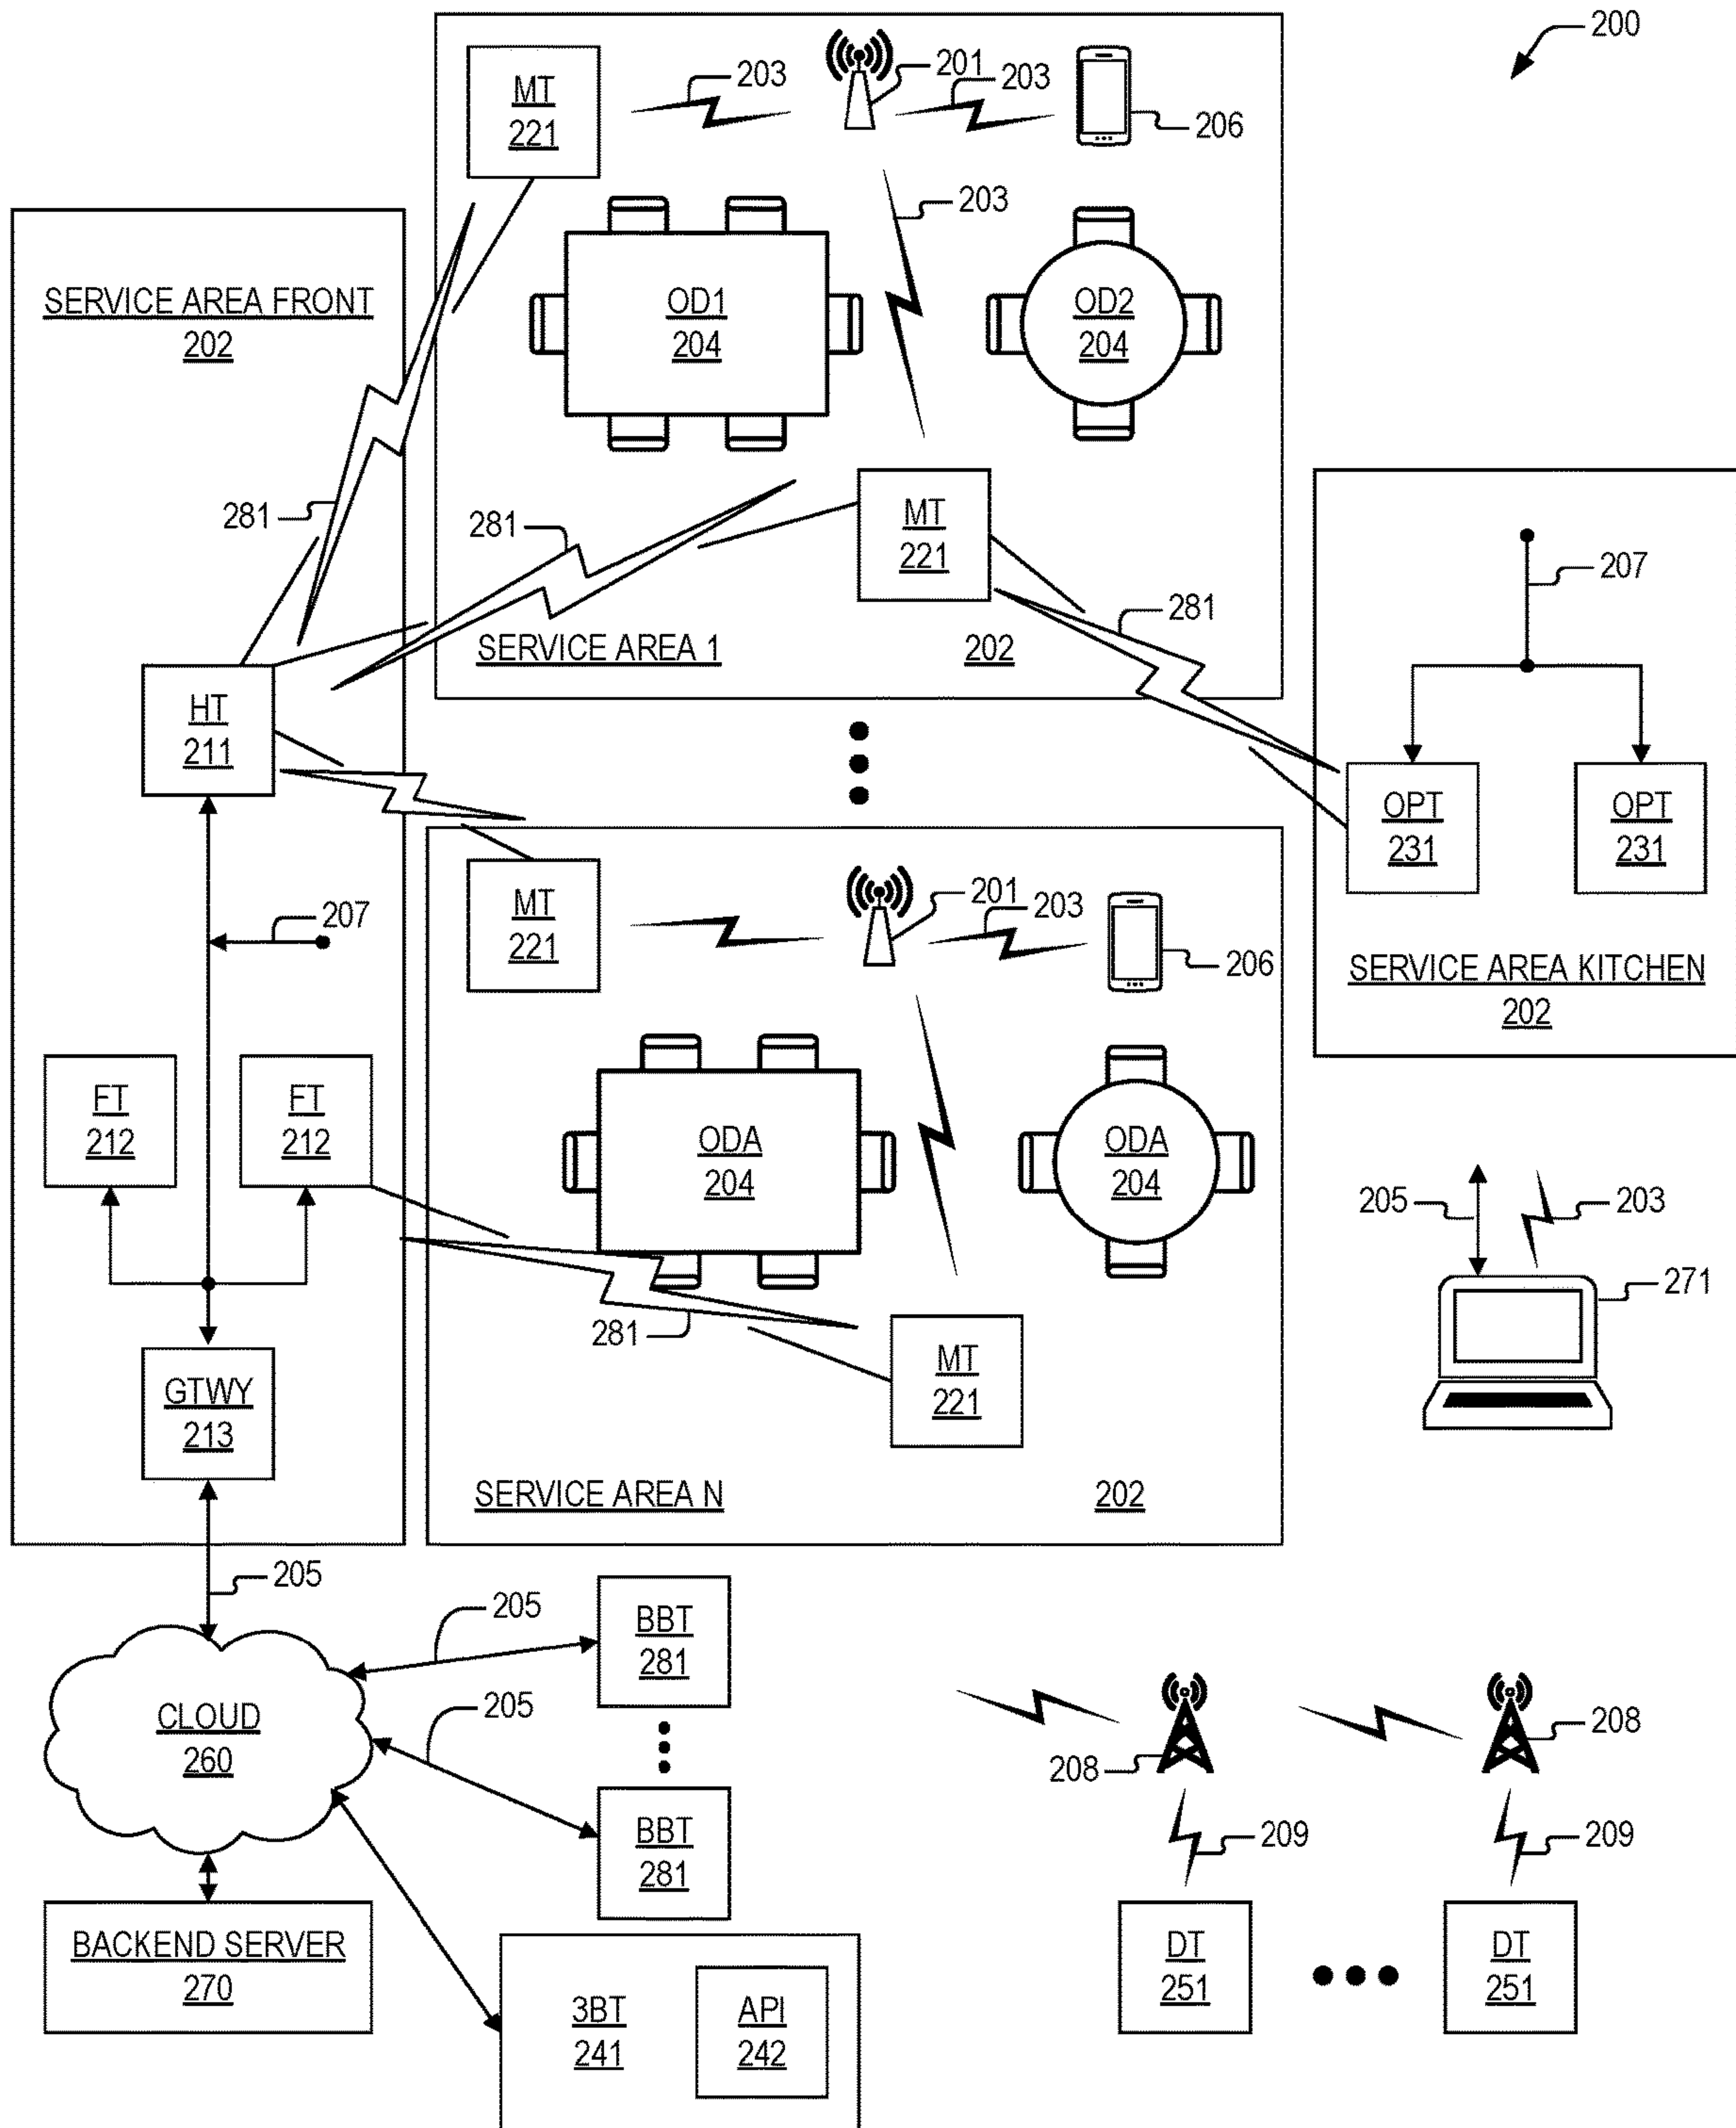 200
MT
221
203
201
203
206
203
SERVICE AREA FRONT
202
OD1
204
OD2
204
281
281
MT
221
281
207
SERVICE AREA 1
202
HT
211
OPT
231
OPT
231
207
MT
221
201
203
206
SERVICE AREA KITCHEN
202
FT
212
FT
212
ODA
204
ODA
204
205
203
271
281
MT
221
GTWY
213
SERVICE AREA N
202
205
205
BBT
281
CLOUD
260
205
208
208
BBT
281
209
209
BACKEND SERVER
270
DT
251
DT
251
3BT
241
API
242